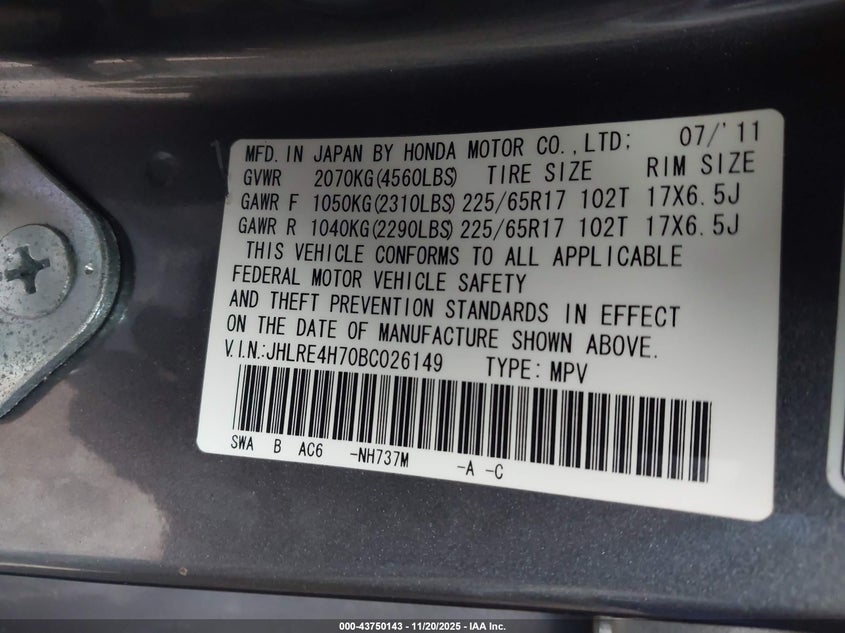 MFD. IN JAPAN BY HONDA MOTOR CO., LTD; 07/'11
GVWR 2070KG(4560LBS) TIRE SIZE RIM SIZE
GAWR F 1050KG(2310LBS) 225/65R17 102T 17X6.5J
GAWR R 1040KG(2290LBS) 225/65R17 102T 17X6.5J
THIS VEHICLE CONFORMS TO ALL APPLICABLE
FEDERAL MOTOR VEHICLE SAFETY
AND THEFT PREVENTION STANDARDS IN EFFECT
ON THE DATE OF MANUFACTURE SHOWN ABOVE.
V.I.N.:JHLRE4H70BC026149 TYPE: MPV
SWA B AC6 -NH737M -A -C
000-43750143 - 11/20/2025 - IAA Inc.